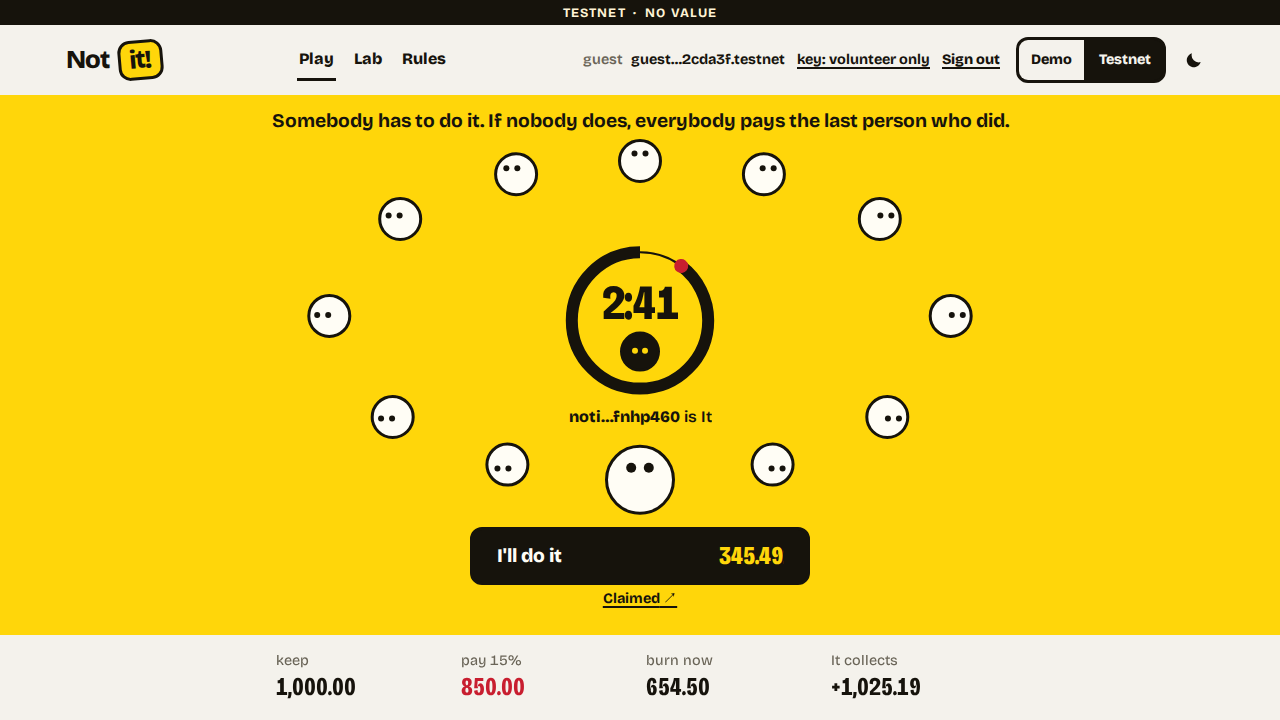 TESTNET · NO VALUE
Not it!
Play Lab Rules
guest guest...2cda3f.testnet key: volunteer only Sign out
Demo Testnet
Somebody has to do it. If nobody does, everybody pays the last person who did.
2:41
noti...fnhp460 is It
I'll do it 345.49
Claimed ↗
keep pay 15% burn now It collects
1,000.00 850.00 654.50 +1,025.19